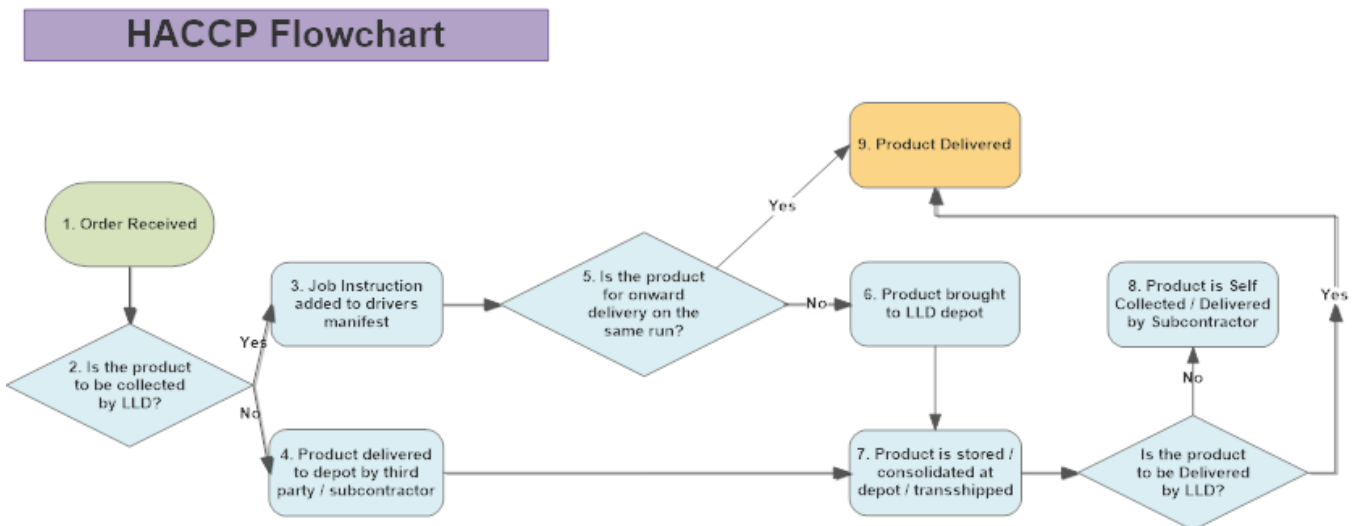 HACCP Flowchart
1. Order Received
2. Is the product
to be collected
by LLD?
Yes
No
3. Job Instruction
added to drivers
manifest
4. Product delivered
to depot by third
party / subcontractor
5. Is the product
for onward
delivery on the
same run?
Yes
No
9. Product Delivered
6. Product brought
to LLD depot
7. Product is stored /
consolidated at
depot / transshipped
Is the product
to be Delivered
by LLD?
No
8. Product is Self
Collected / Delivered
by Subcontractor
Yes